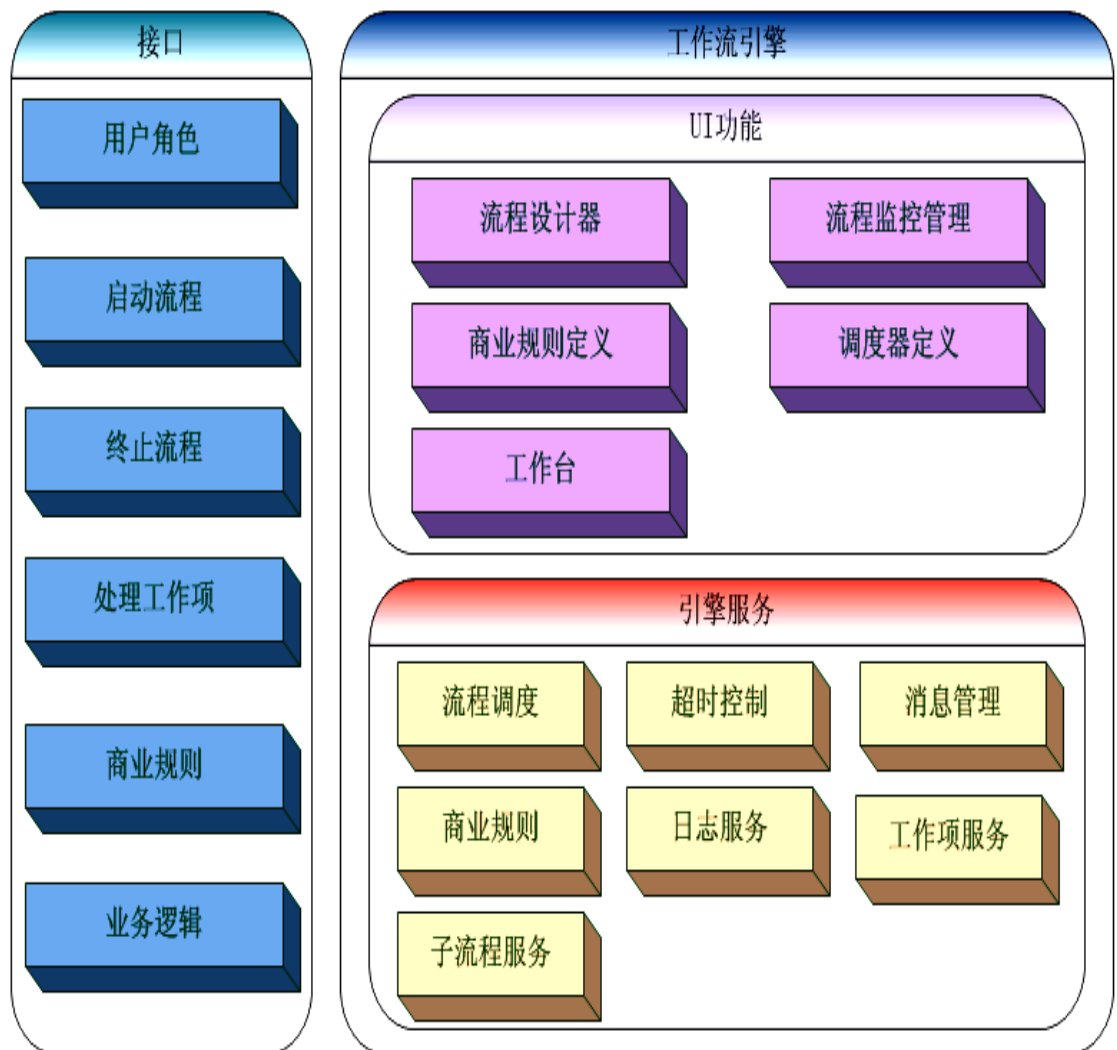 接口
用户角色
启动流程
终止流程
处理工作项
商业规则
业务逻辑
工作流引擎
UI功能
流程设计器
流程监控管理
商业规则定义
调度器定义
工作台
引擎服务
流程调度
超时控制
消息管理
商业规则
日志服务
工作项服务
子流程服务